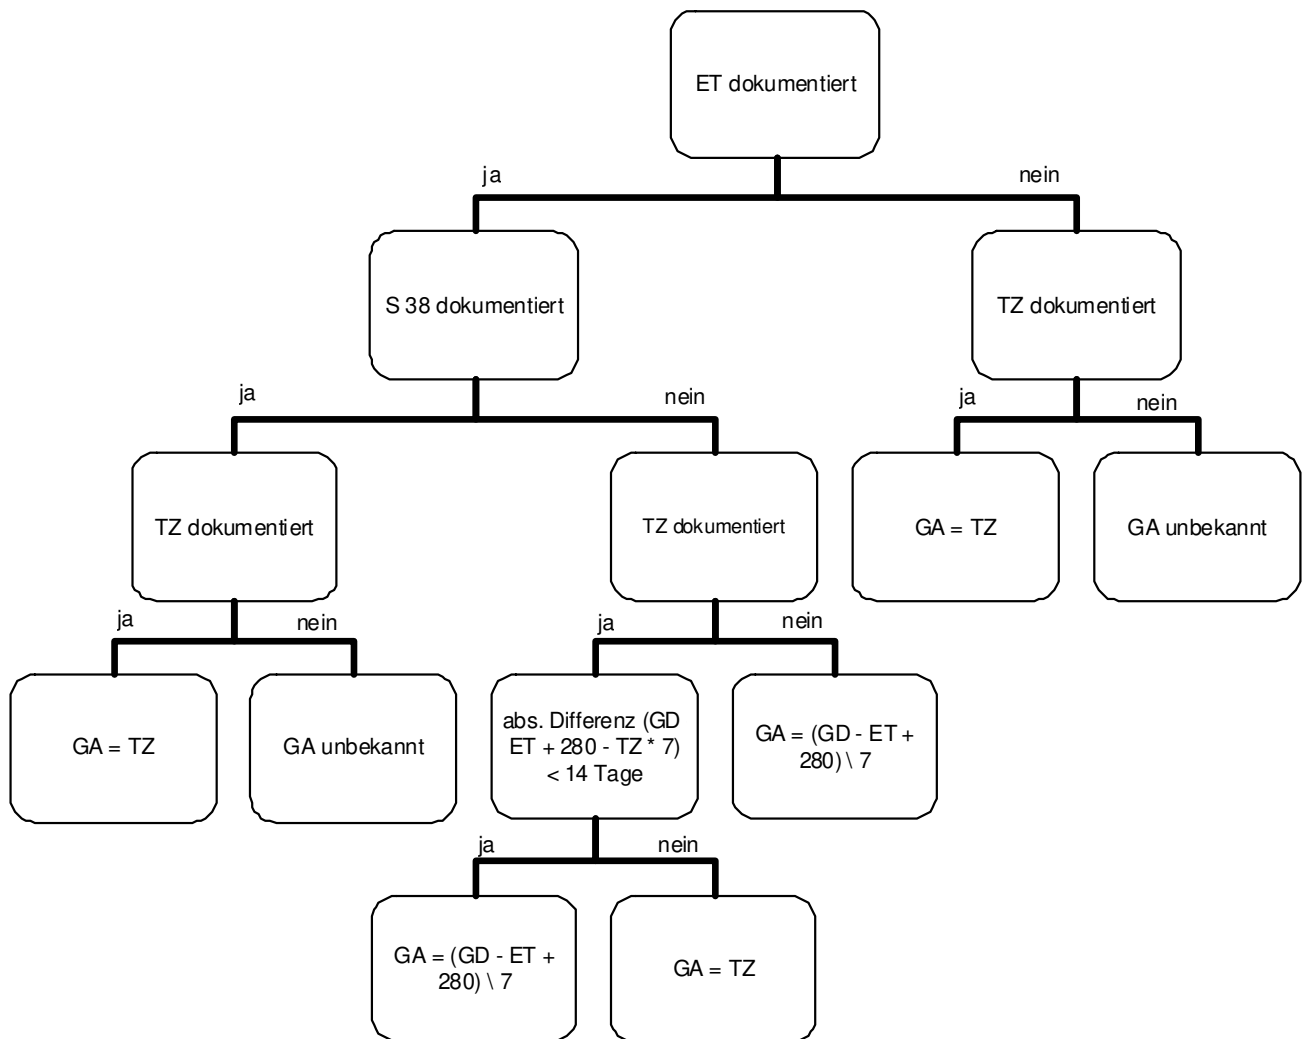 ET dokumentiert
ja
nein
S 38 dokumentiert
TZ dokumentiert
ja
nein
ja
nein
TZ dokumentiert
TZ dokumentiert
GA = TZ
GA unbekannt
ja
nein
ja
nein
GA = TZ
GA unbekannt
abs. Differenz (GD
ET + 280 - TZ * 7)
< 14 Tage
GA = (GD - ET +
280) \ 7
ja
nein
GA = (GD - ET +
280) \ 7
GA = TZ